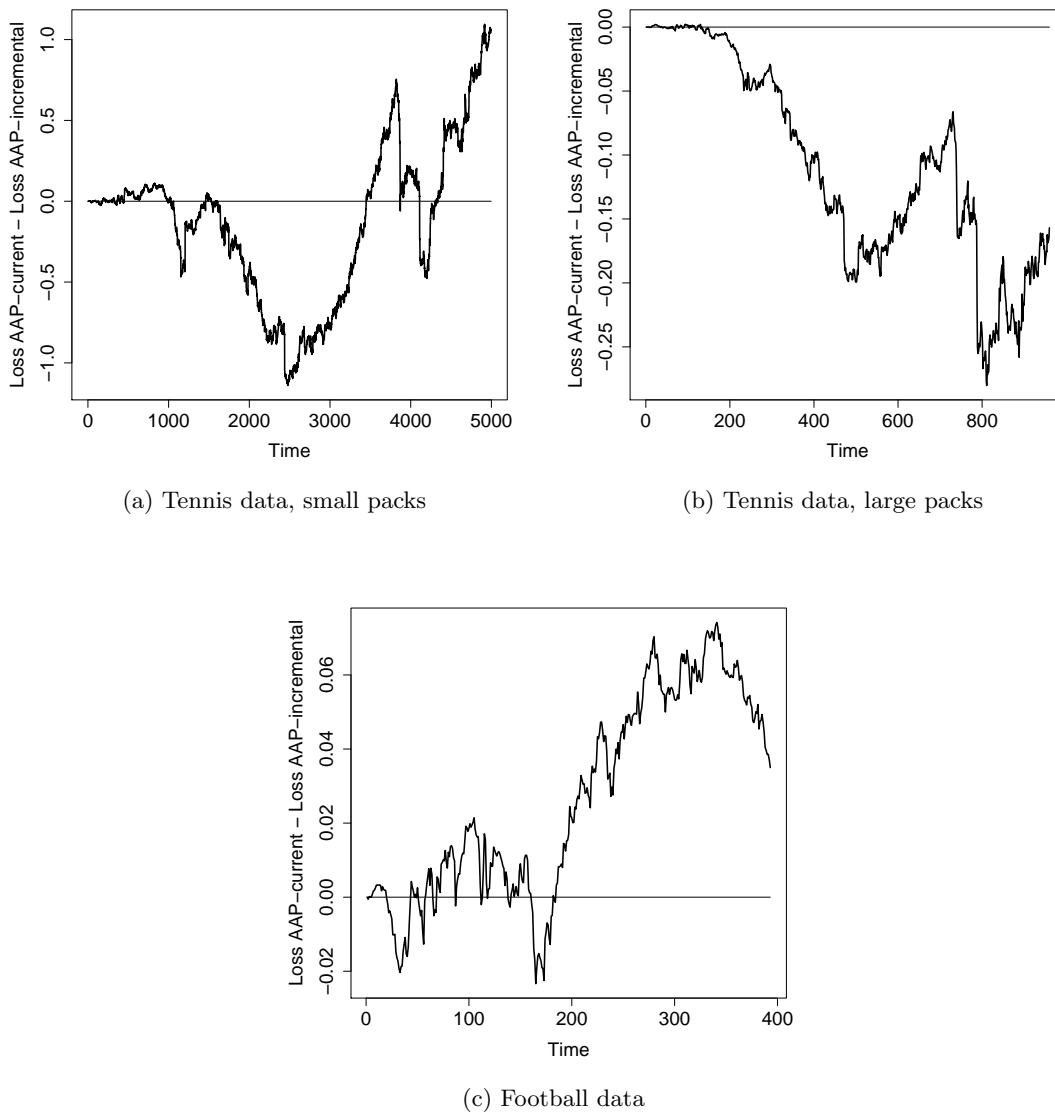 Loss AAP−current − Loss AAP−incremental
1.0
0.5
0.0
−0.5
−1.0
0 1000 2000 3000 4000 5000
Time
(a) Tennis data, small packs
Loss AAP−current − Loss AAP−incremental
0.00
−0.05
−0.10
−0.15
−0.20
−0.25
0 200 400 600 800
Time
(b) Tennis data, large packs
Loss AAP−current − Loss AAP−incremental
0.06
0.04
0.02
0.00
−0.02
0 100 200 300 400
Time
(c) Football data